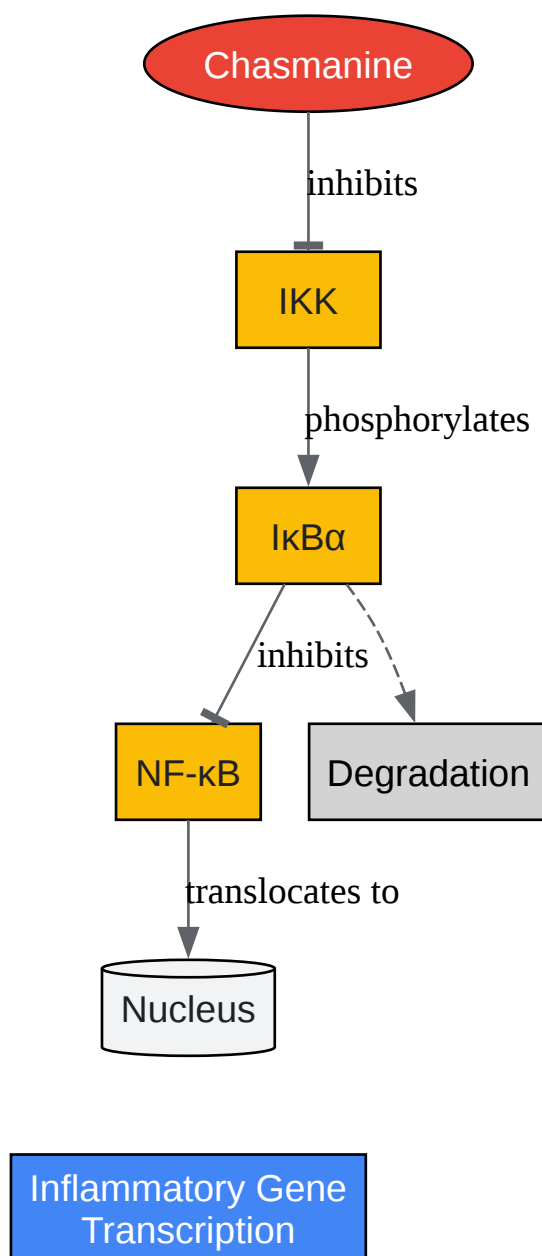 Chasmanine
inhibits
IKK
phosphorylates
IκBα
inhibits
NF-κB
Degradation
translocates to
Nucleus
Inflammatory Gene
Transcription